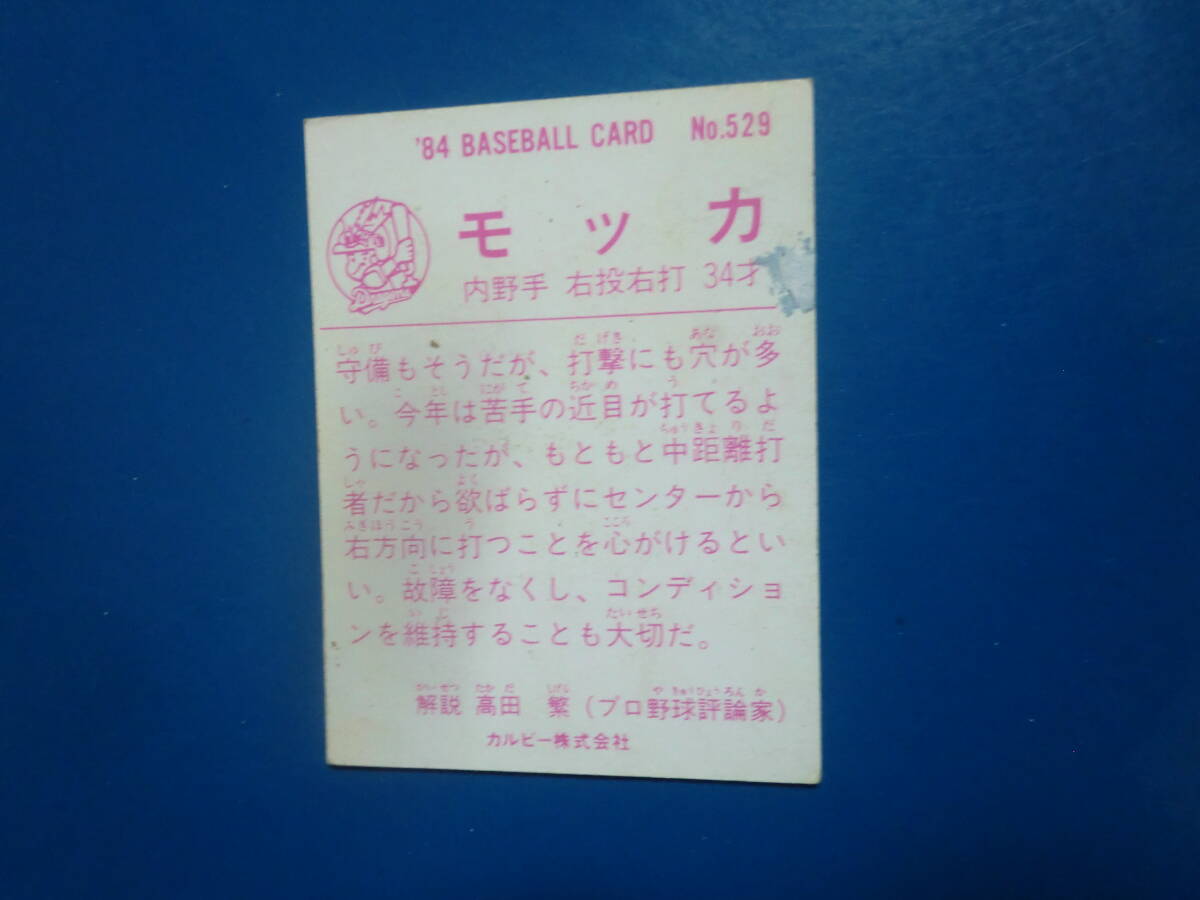 '84 BASEBALL CARD No.529
モッカ
Dragons
内野手 右投右打 34才
守備もそうだが、打撃にも穴が多
い。今年は苦手の近目が打てるよ
うになったが、もともと中距離打
者だから欲ばらずにセンターから
右方向に打つことを心がけるとい
い。故障をなくし、コンディショ
ンを維持することも大切だ。
解説 高田 繁 (プロ野球評論家)
カルビー株式会社